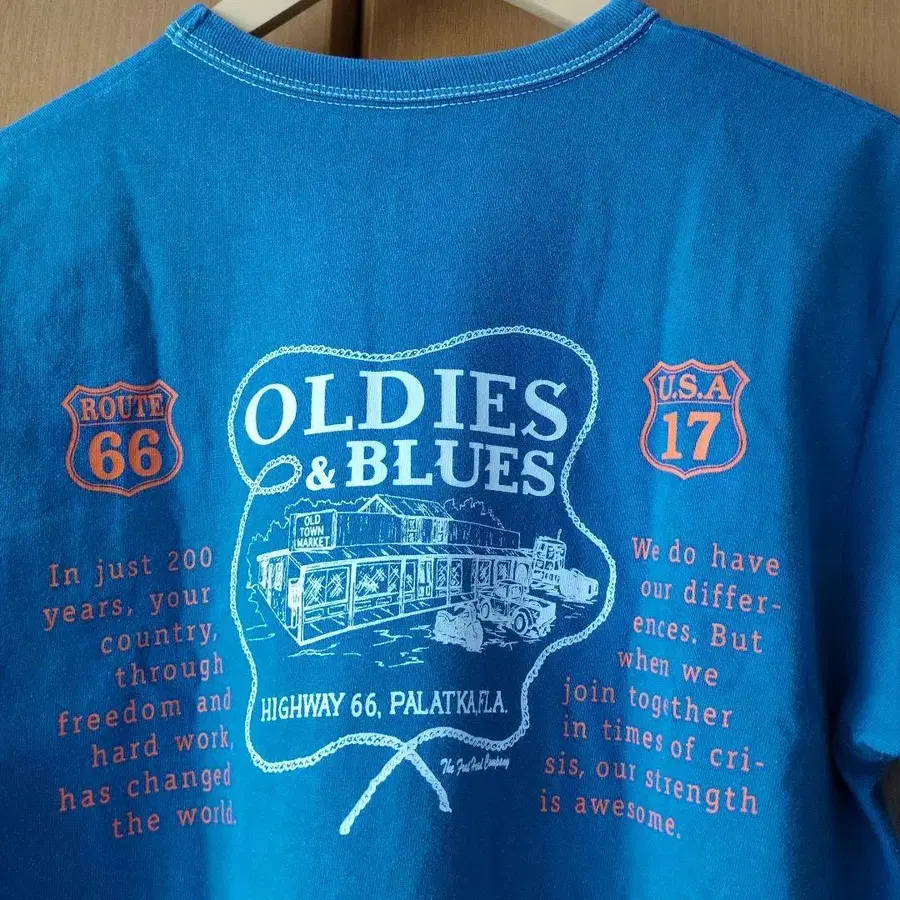 ROUTE
66
OLDIES
& BLUES
U.S.A
17
OLD
TOWN
MARKET
HIGHWAY 66, PALATKA, FLA.
In just 200
years, your
country,
through
freedom and
hard work,
has changed
the world.
We do have
our differ-
ences. But
when we
join together
in times of cri-
sis, our strength
is awesome.
The
Company